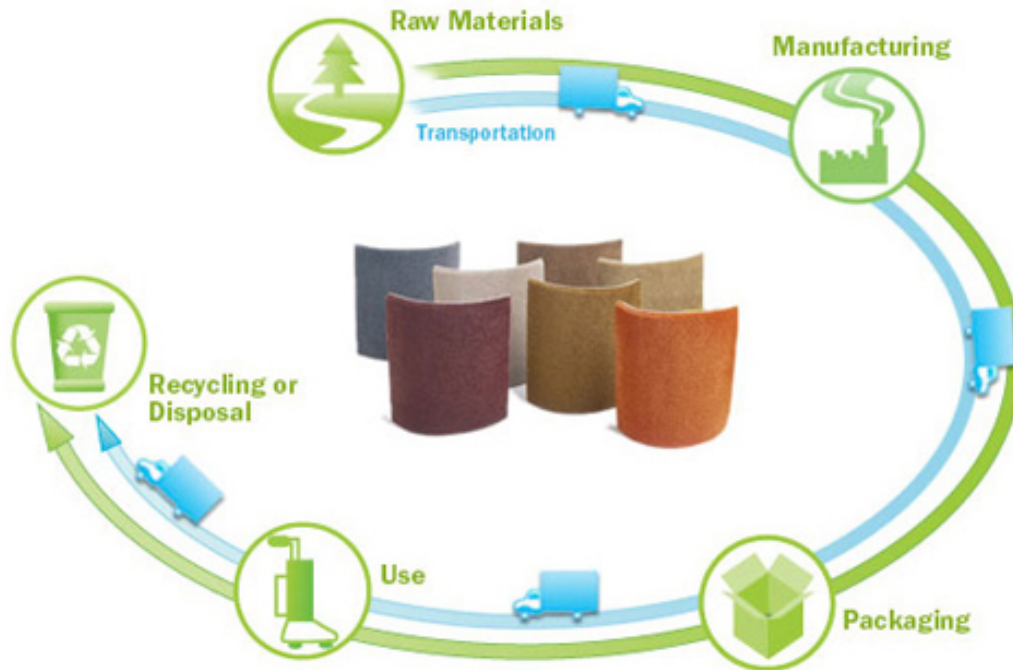 Raw Materials
Manufacturing
Transportation
Recycling or
Disposal
Use
Packaging